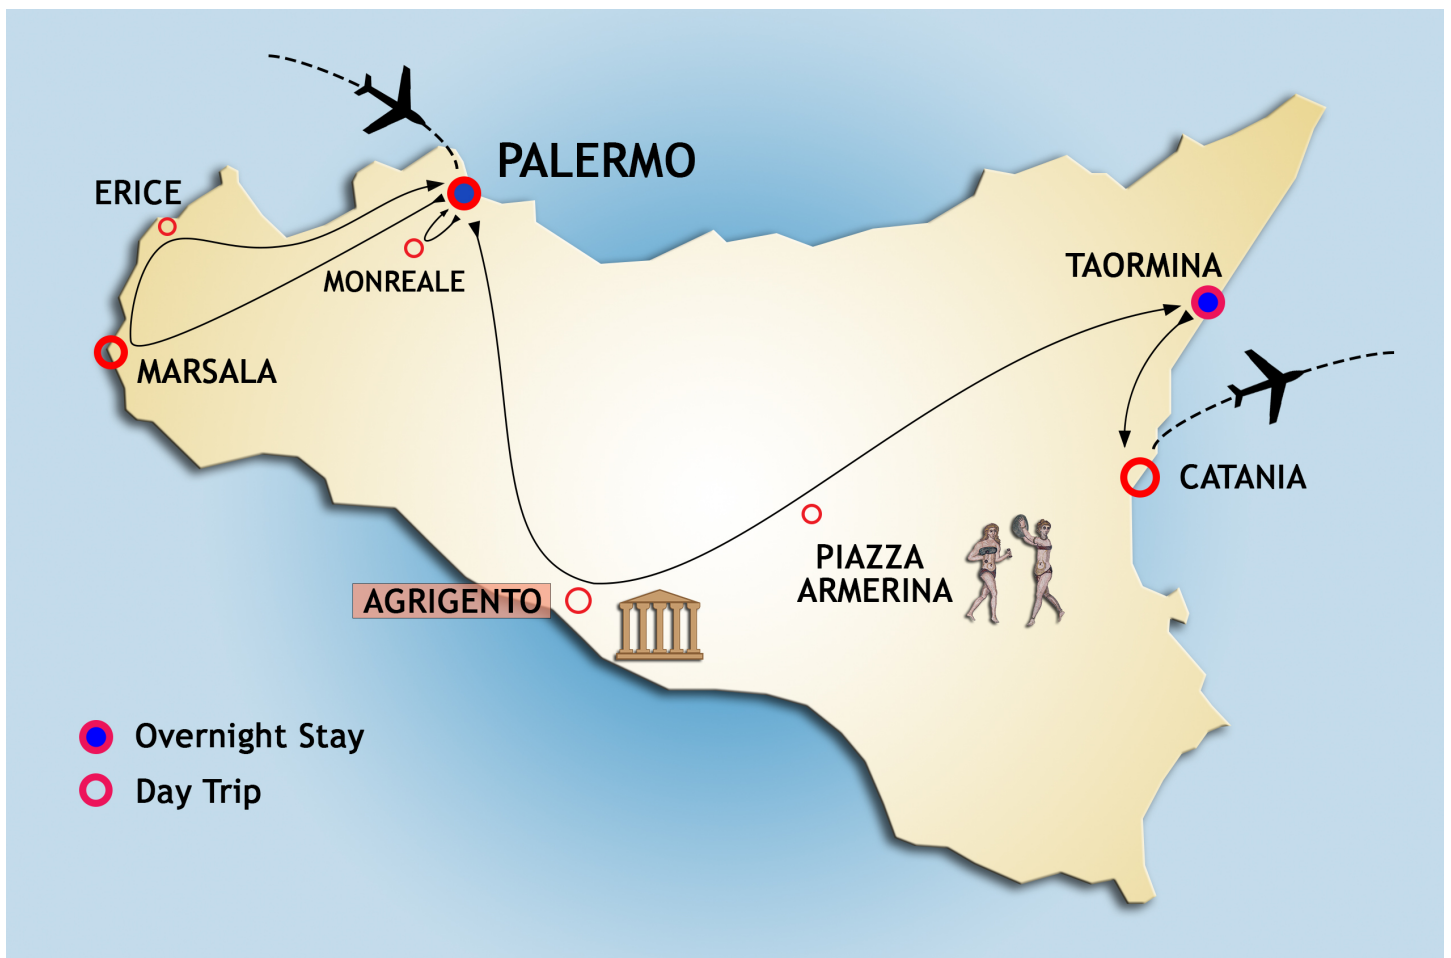 PALERMO
ERICE
MONREALE
TAORMINA
MARSALA
CATANIA
PIAZZA
ARMERINA
AGRIGENTO
Overnight Stay
Day Trip